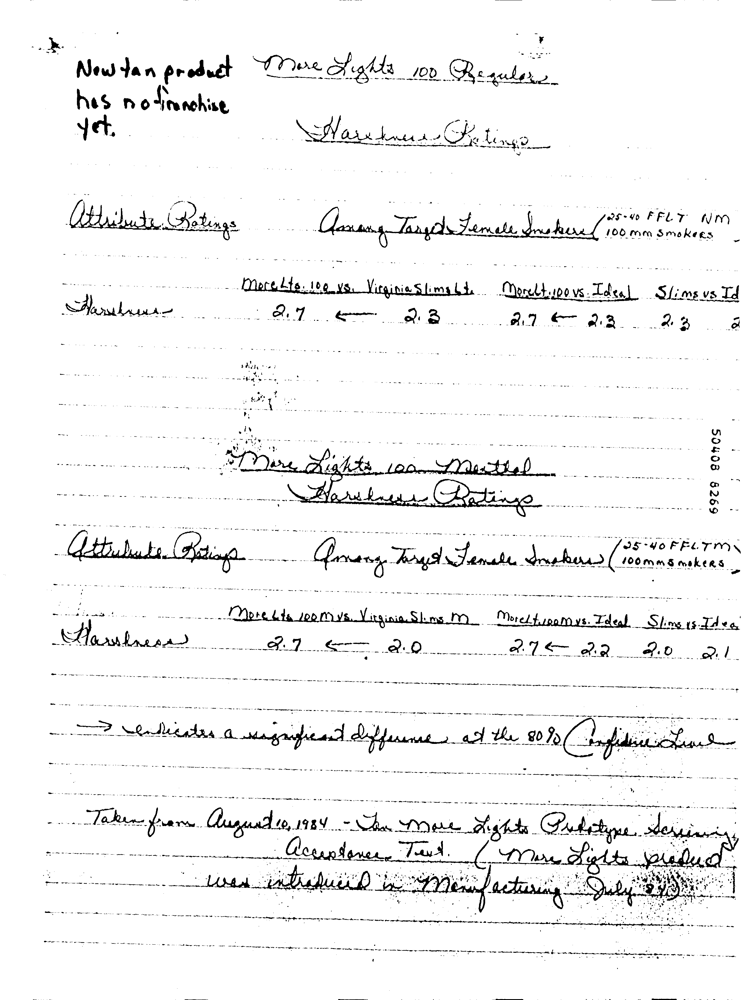 New tan product
has no franchise
yet.
More Lights 100 Regular
Harshness Ratings
Attribute Ratings Among Target Female Smokers (25-40 FFLT NM
100 mm smokers
More Lts. 100 vs. Virginia Slims Lt. More Lt. 100 vs. Ideal Slims vs Id
Harshness 2.7 ← 2.3 2.7 ← 2.3 2.3 2
50408 8269
More Lights 100 Menthol
Harshness Ratings
Attribute Ratings Among Target Female Smokers (25-40 FFLTM
100mm smokers
More Lts 100M vs. Virginia Slims M More Lt. 100M vs. Ideal Slims vs Idea
Harshness 2.7 ← 2.0 2.7 ← 2.2 2.0 2.1
→ indicates a significant difference at the 80% Confidence Level
Taken from August 10, 1984 - Tan More Lights Prototype Screening
Acceptance Test. (More Lights product
was introduced in Manufacturing July 84)